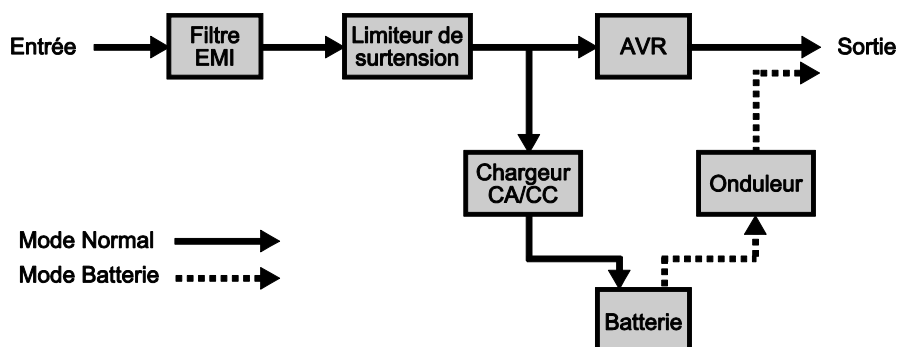 Entrée
Filtre
EMI
Limiteur de
surtension
AVR
Sortie
Chargeur
CA/CC
Onduleur
Mode Normal
Mode Batterie
Batterie